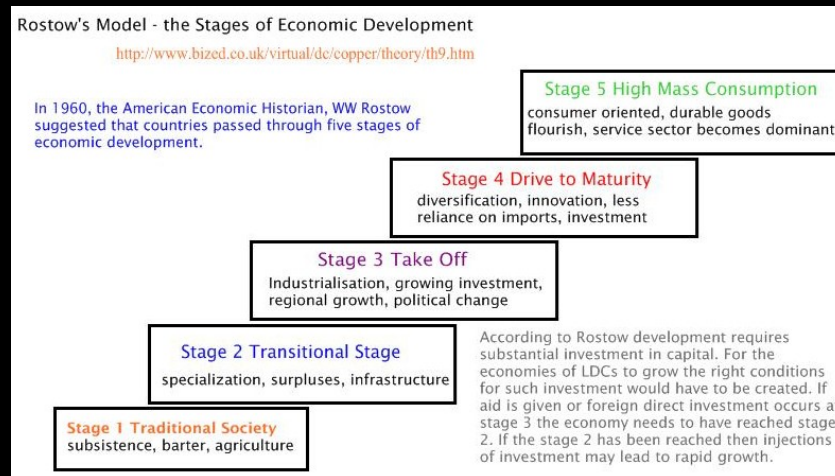 Rostow's Model - the Stages of Economic Development
http://www.bized.co.uk/virtual/dc/copper/theory/th9.htm
In 1960, the American Economic Historian, WW Rostow
suggested that countries passed through five stages of
economic development.
Stage 5 High Mass Consumption
consumer oriented, durable goods
flourish, service sector becomes dominant
Stage 4 Drive to Maturity
diversification, innovation, less
reliance on imports, investment
Stage 3 Take Off
Industrialisation, growing investment,
regional growth, political change
Stage 2 Transitional Stage
specialization, surpluses, infrastructure
Stage 1 Traditional Society
subsistence, barter, agriculture
According to Rostow development requires
substantial investment in capital. For the
economies of LDCs to grow the right conditions
for such investment would have to be created. If
aid is given or foreign direct investment occurs a
stage 3 the economy needs to have reached stage
2. If the stage 2 has been reached then injections
of investment may lead to rapid growth.